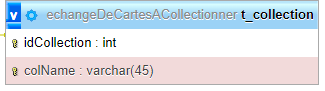 v echangeDeCartesACollectionner t_collection
idCollection : int
colName : varchar(45)